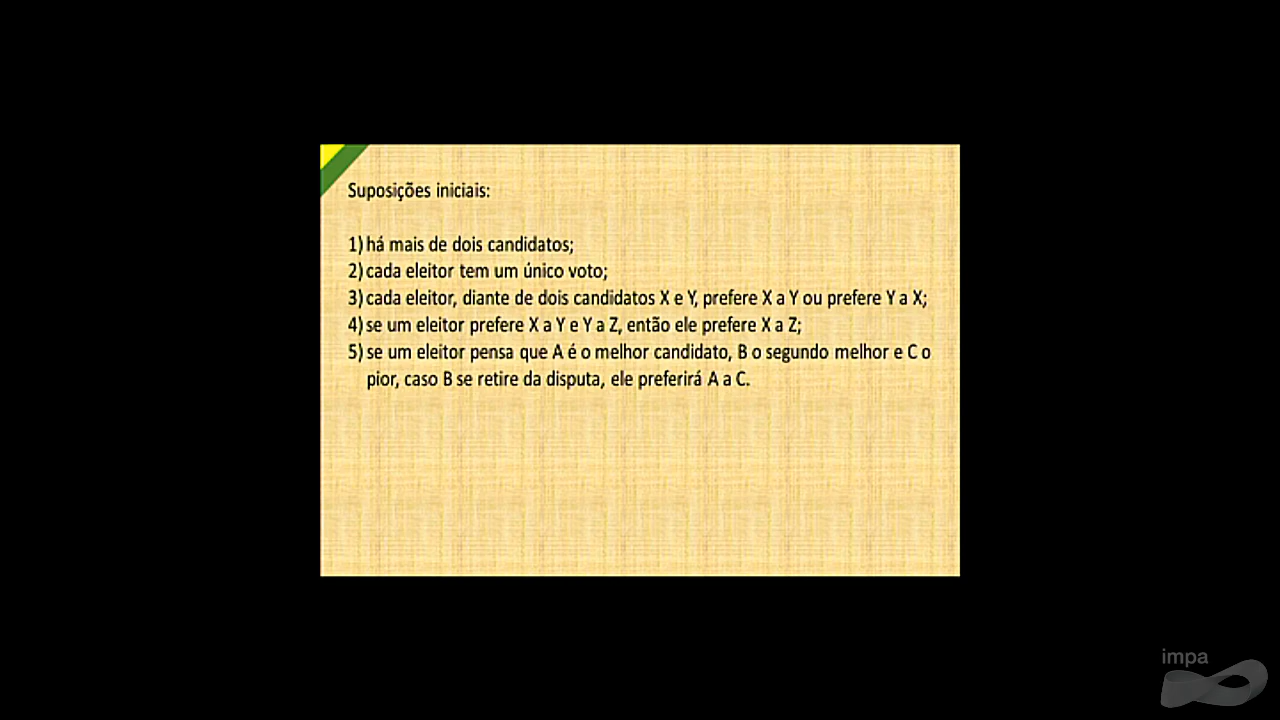 Suposições iniciais:
1) há mais de dois candidatos;
2) cada eleitor tem um único voto;
3) cada eleitor, diante de dois candidatos X e Y, prefere X a Y ou prefere Y a X;
4) se um eleitor prefere X a Y e Y a Z, então ele prefere X a Z;
5) se um eleitor pensa que A é o melhor candidato, B o segundo melhor e C o
pior, caso B se retire da disputa, ele preferirá A a C.
impa